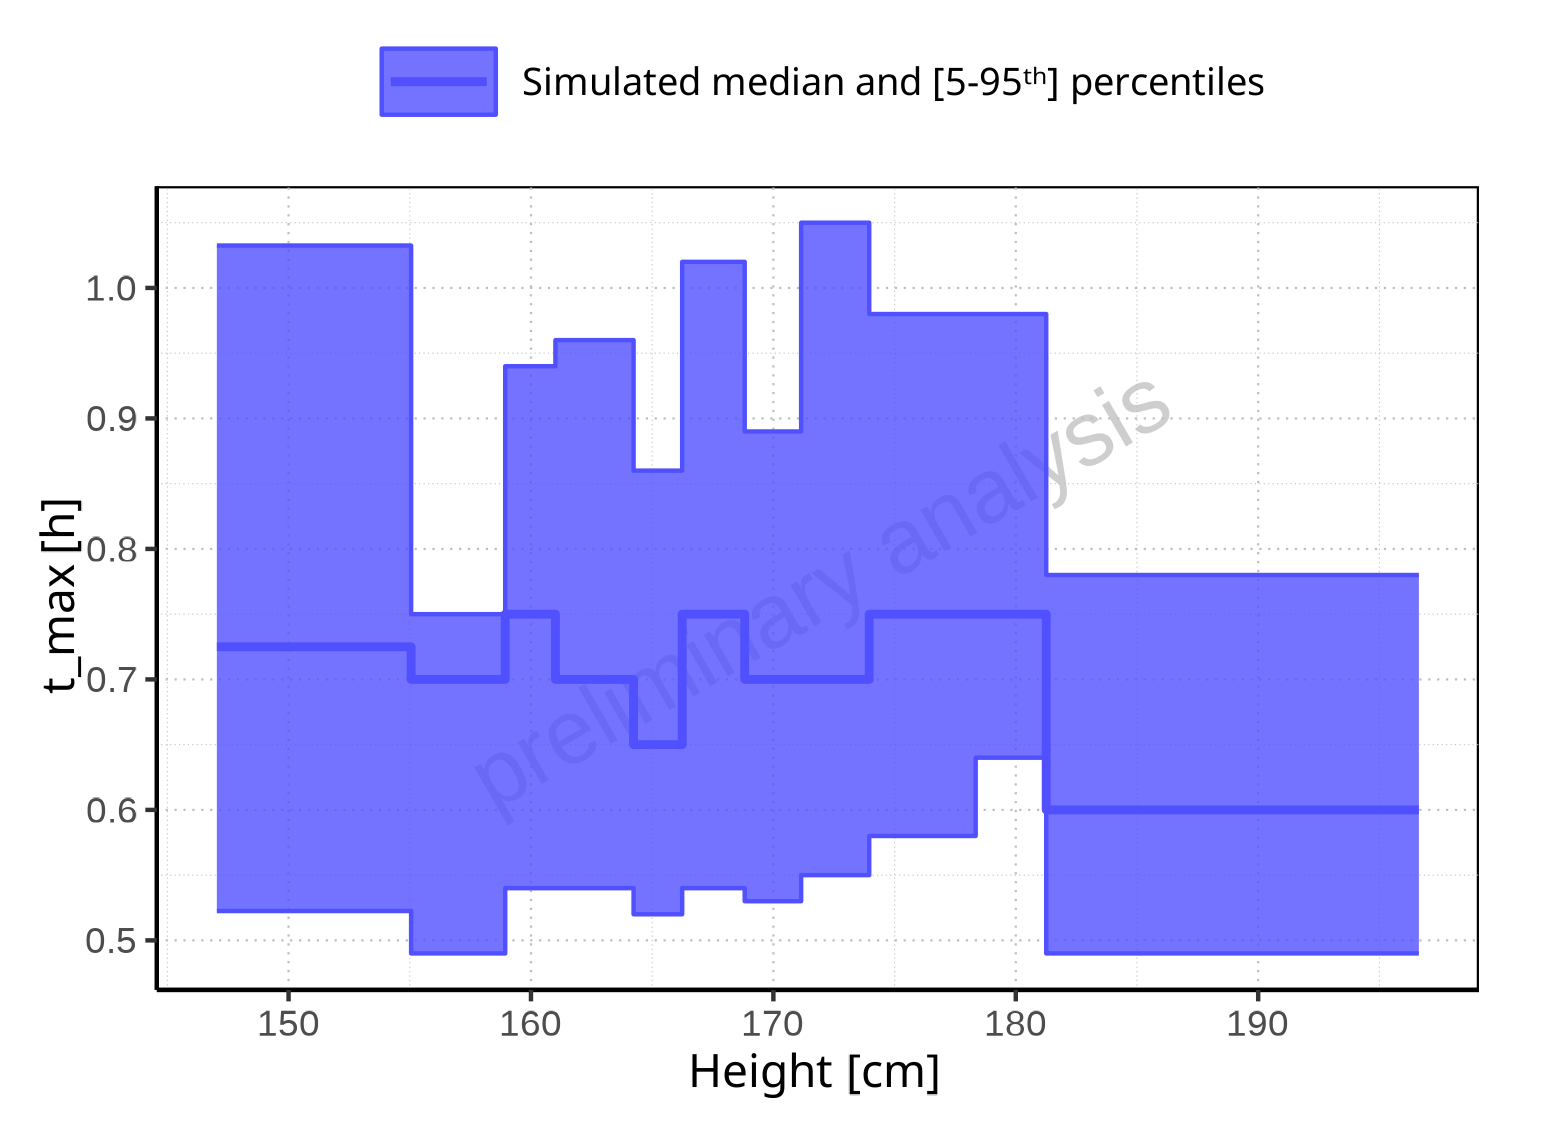 Simulated median and [5-95ᵗʰ] percentiles
1.0
0.9
0.8
0.7
0.6
0.5
t_max [h]
preliminary analysis
150 160 170 180 190
Height [cm]